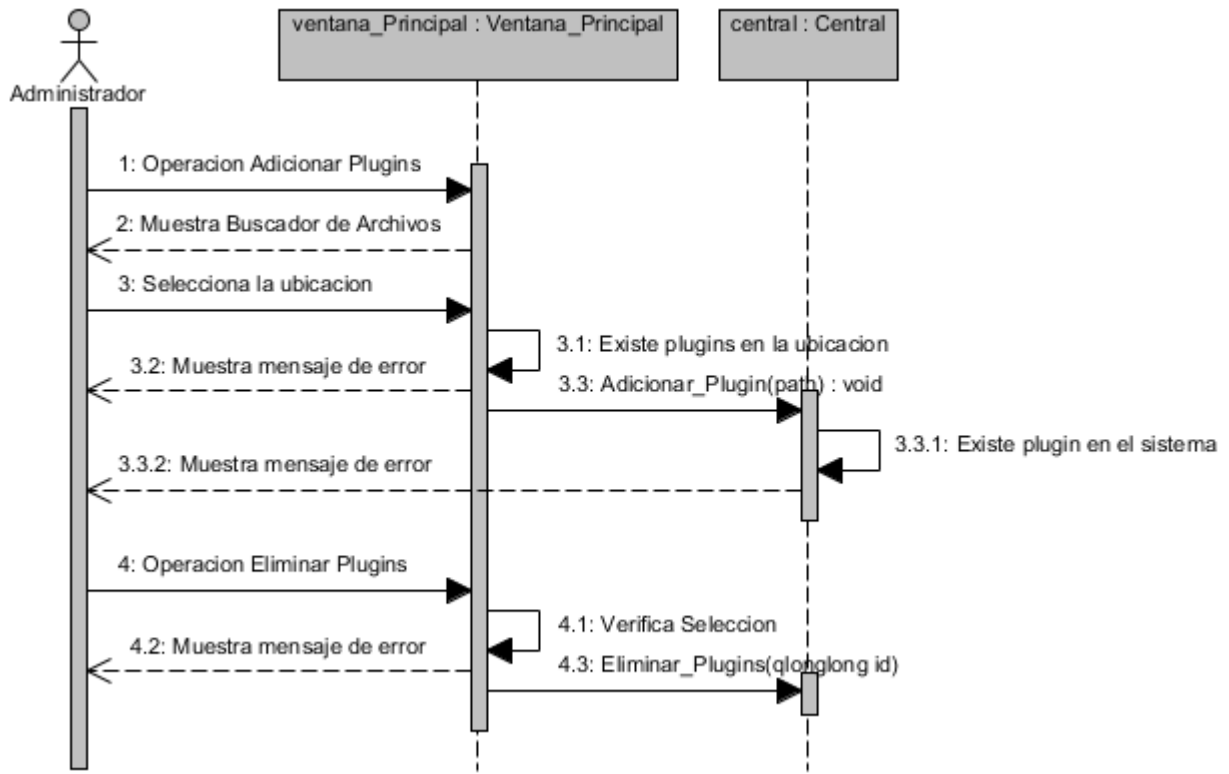 ventana_Principal : Ventana_Principal
central : Central
Administrador
1: Operacion Adicionar Plugins
2: Muestra Buscador de Archivos
3: Selecciona la ubicacion
3.1: Existe plugins en la ubicacion
3.2: Muestra mensaje de error
3.3: Adicionar_Plugin(path) : void
3.3.1: Existe plugin en el sistema
3.3.2: Muestra mensaje de error
4: Operacion Eliminar Plugins
4.1: Verifica Seleccion
4.2: Muestra mensaje de error
4.3: Eliminar_Plugins(qlonglong id)